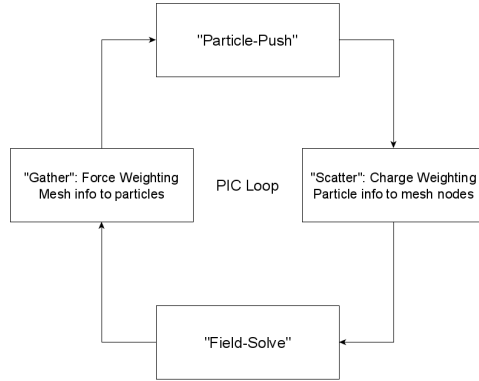 "Particle-Push"
"Gather": Force Weighting
Mesh info to particles
PIC Loop
"Scatter": Charge Weighting
Particle info to mesh nodes
"Field-Solve"